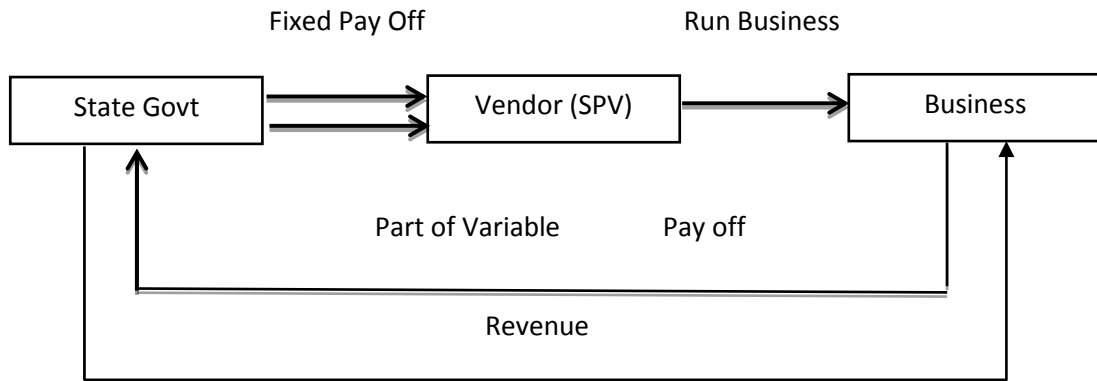 Fixed Pay Off Run Business
State Govt Vendor (SPV) Business
Part of Variable Pay off
Revenue